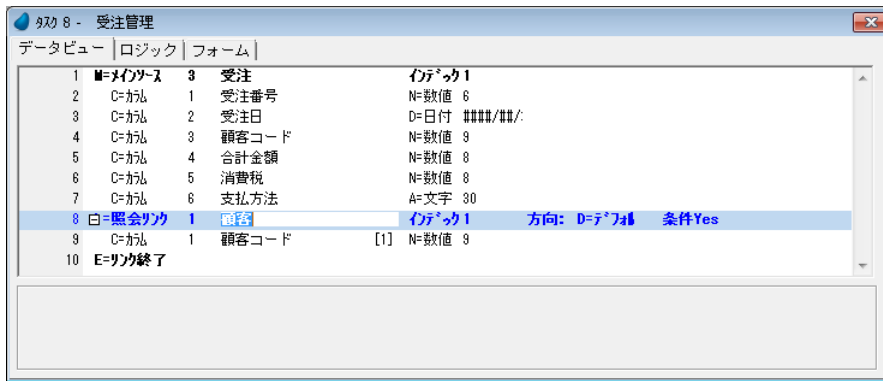 タスク 8 - 受注管理
データビュー ロジック フォーム
1 M=メインソース 3 受注 インデックス 1
2 C=カラム 1 受注番号 N=数値 6
3 C=カラム 2 受注日 D=日付 ####/##/
4 C=カラム 3 顧客コード N=数値 9
5 C=カラム 4 合計金額 N=数値 8
6 C=カラム 5 消費税 N=数値 8
7 C=カラム 6 支払方法 A=文字 30
8 =照会リンク 1 顧客 インデックス 1 方向: D=デフォル 条件Yes
9 C=カラム 1 顧客コード [1] N=数値 9
10 E=リンク終了